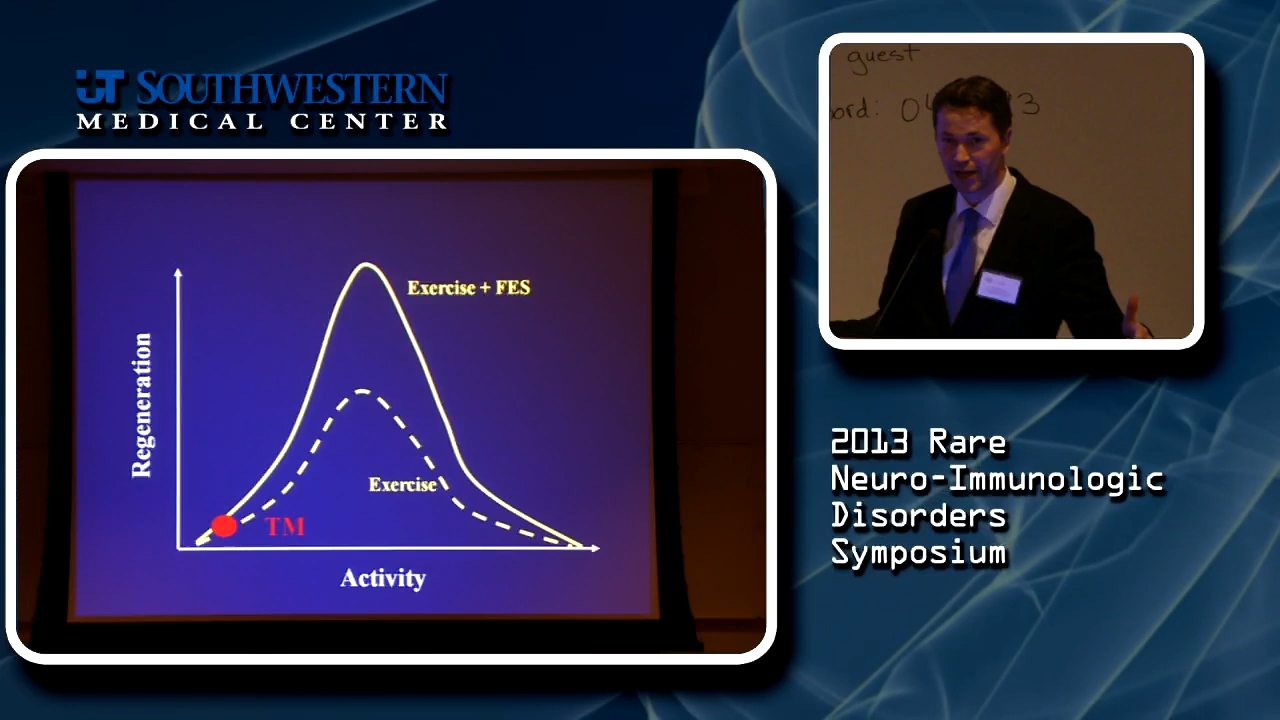 UT SOUTHWESTERN
MEDICAL CENTER
guest
Exercise + FES
Regeneration
Exercise
TM
Activity
2013 Rare
Neuro-Immunologic
Disorders
Symposium